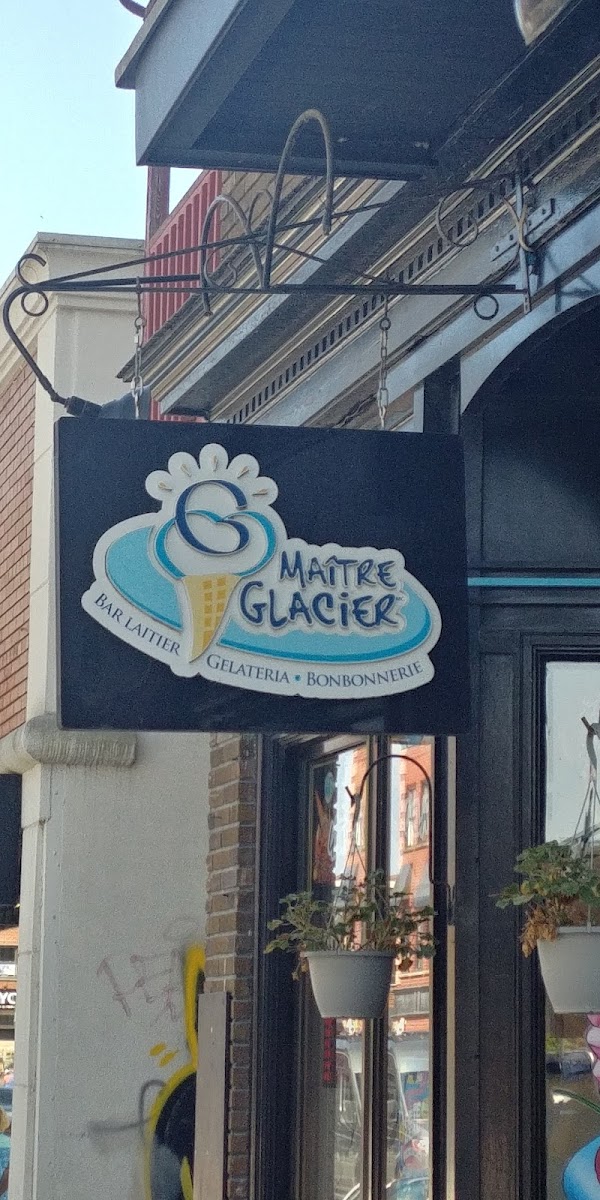 MAÎTRE
GLACIER
BAR LAITIER GELATERIA • BONBONNERIE